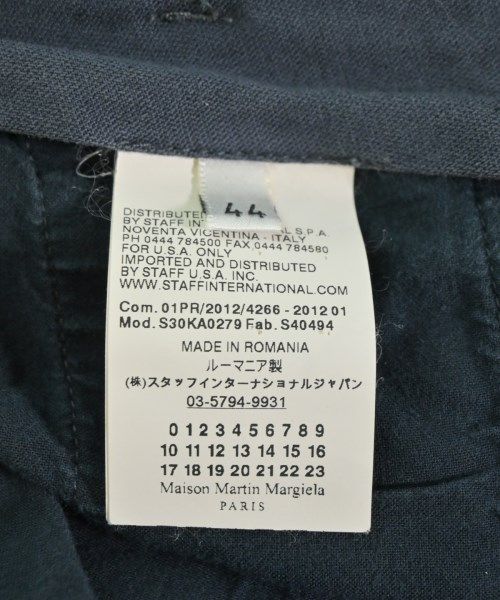 44
DISTRIBUTED
BY STAFF IN L S.P.A.
NOVENTA VICENTINA - ITALY
PH 0444 784500 FAX 0444 784580
FOR U.S.A. ONLY
IMPORTED AND DISTRIBUTED
BY STAFF U.S.A. INC.
WWW.STAFFINTERNATIONAL.COM
Com. 01PR/2012/4266 - 2012 01
Mod. S30KA0279 Fab. S40494
MADE IN ROMANIA
ルーマニア製
(株)スタッフインターナショナルジャパン
03-5794-9931
0 1 2 3 4 5 6 7 8 9
10 11 12 13 14 15 16
17 18 19 20 21 22 23
Maison Martin Margiela
PARIS